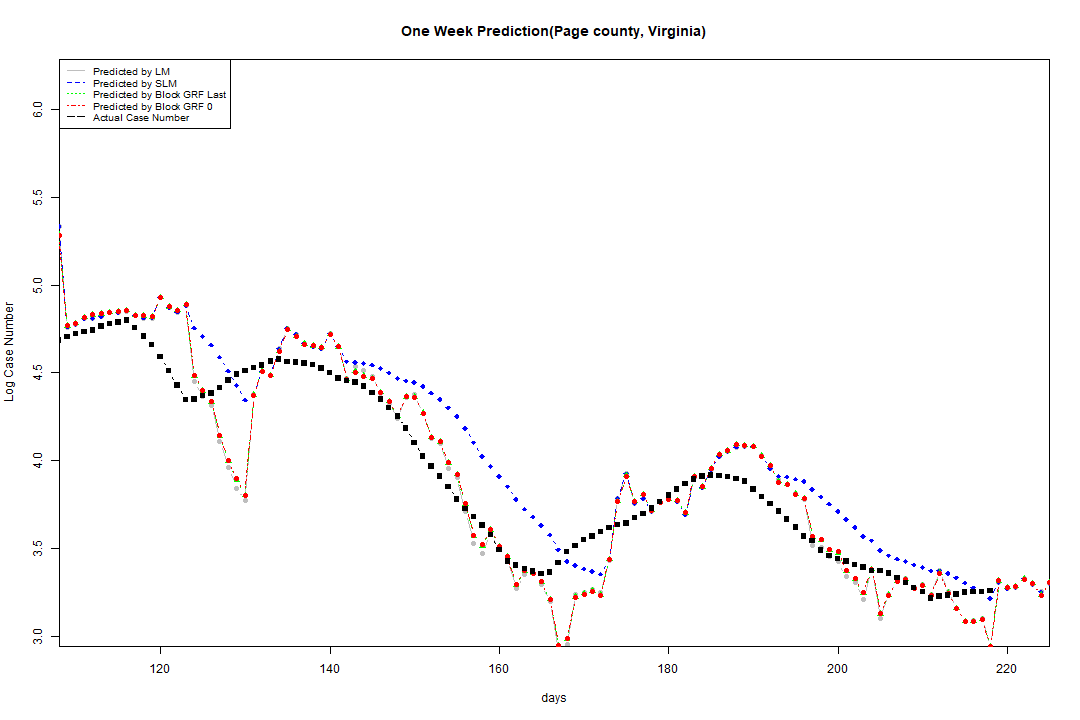 One Week Prediction(Page county, Virginia)
Predicted by LM
Predicted by SLM
Predicted by Block GRF Last
Predicted by Block GRF 0
Actual Case Number
6.0
5.5
5.0
4.5
4.0
3.5
3.0
Log Case Number
120 140 160 180 200 220
days